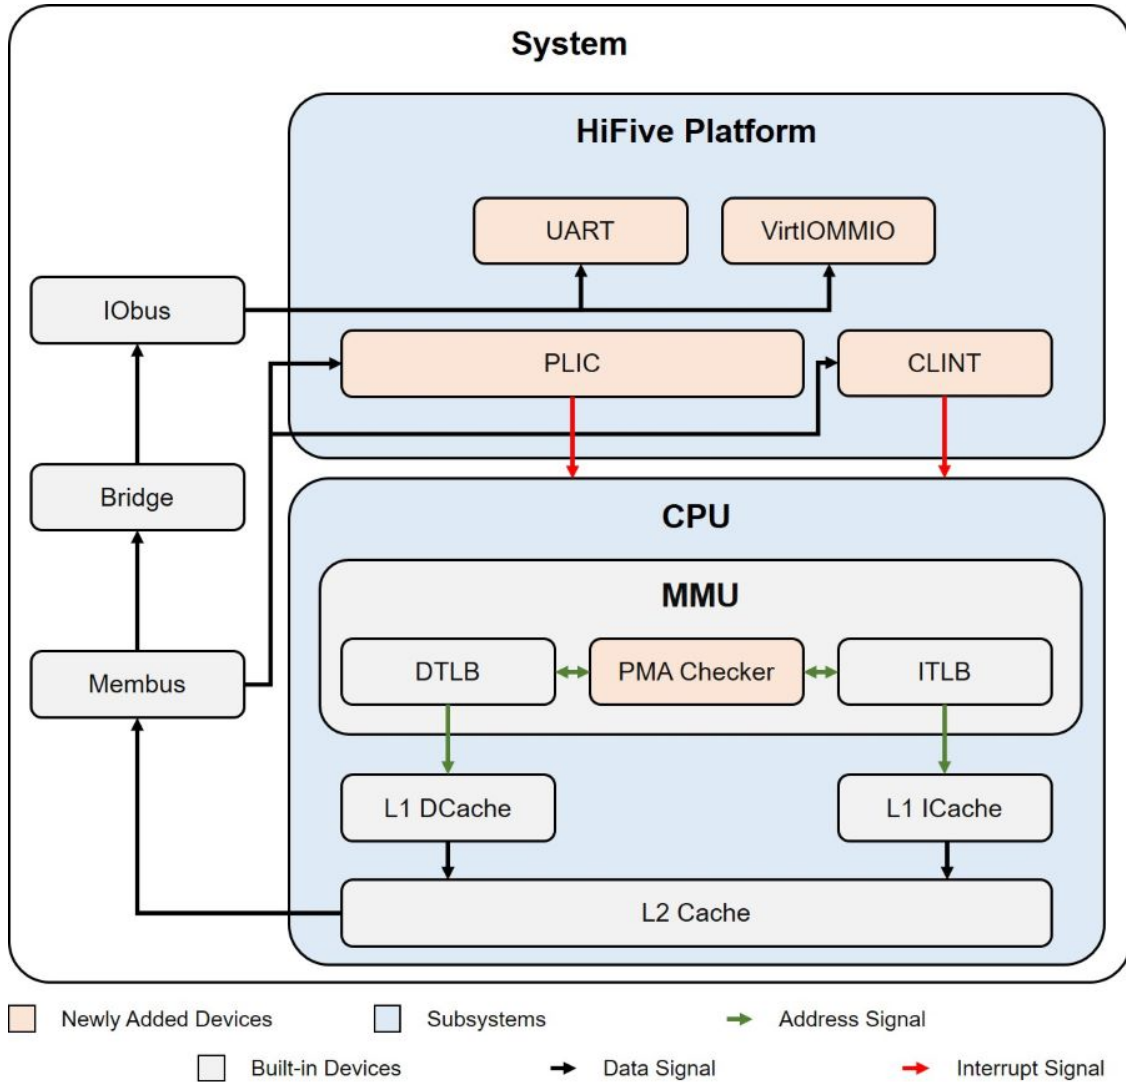 System
HiFive Platform
UART
VirtIOMMIO
IObus
PLIC
CLINT
Bridge
CPU
MMU
Membus
DTLB
PMA Checker
ITLB
L1 DCache
L1 ICache
L2 Cache
Newly Added Devices
Subsystems
Address Signal
Built-in Devices
Data Signal
Interrupt Signal